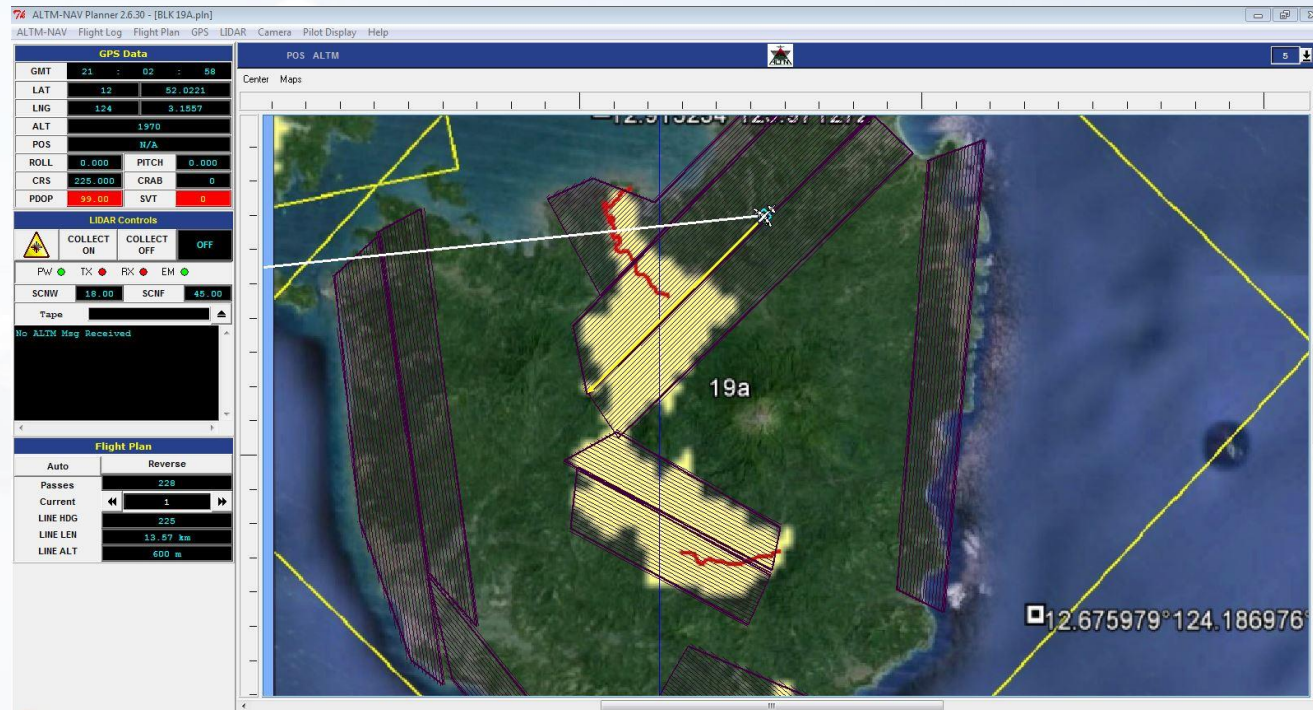 ALTM-NAV Planner 2.6.30 - [BLK19A.pln]
ALTM-NAV Flight Log Flight Plan GPS LIDAR Camera Pilot Display Help
GPS Data
GMT 21 : 02 : 58
LAT 12 52.0221
LNG 124 3.1557
ALT 1970
POS N/A
ROLL 0.000 PITCH 0.000
CRS 225.000 CRAB 0
PDOP 99.00 SVT 0
LIDAR Controls
COLLECT ON COLLECT OFF OFF
PW TX RX EM
SCNW 18.00 SCNF 45.00
Tape
No ALTM Msg Received
Flight Plan
Auto Reverse
Passes 228
Current 1
LINE HDG 225
LINE LEN 13.57 km
LINE ALT 600 m
POS ALTM
ALTM
5
Center Maps
19a
12.675979°124.186976°